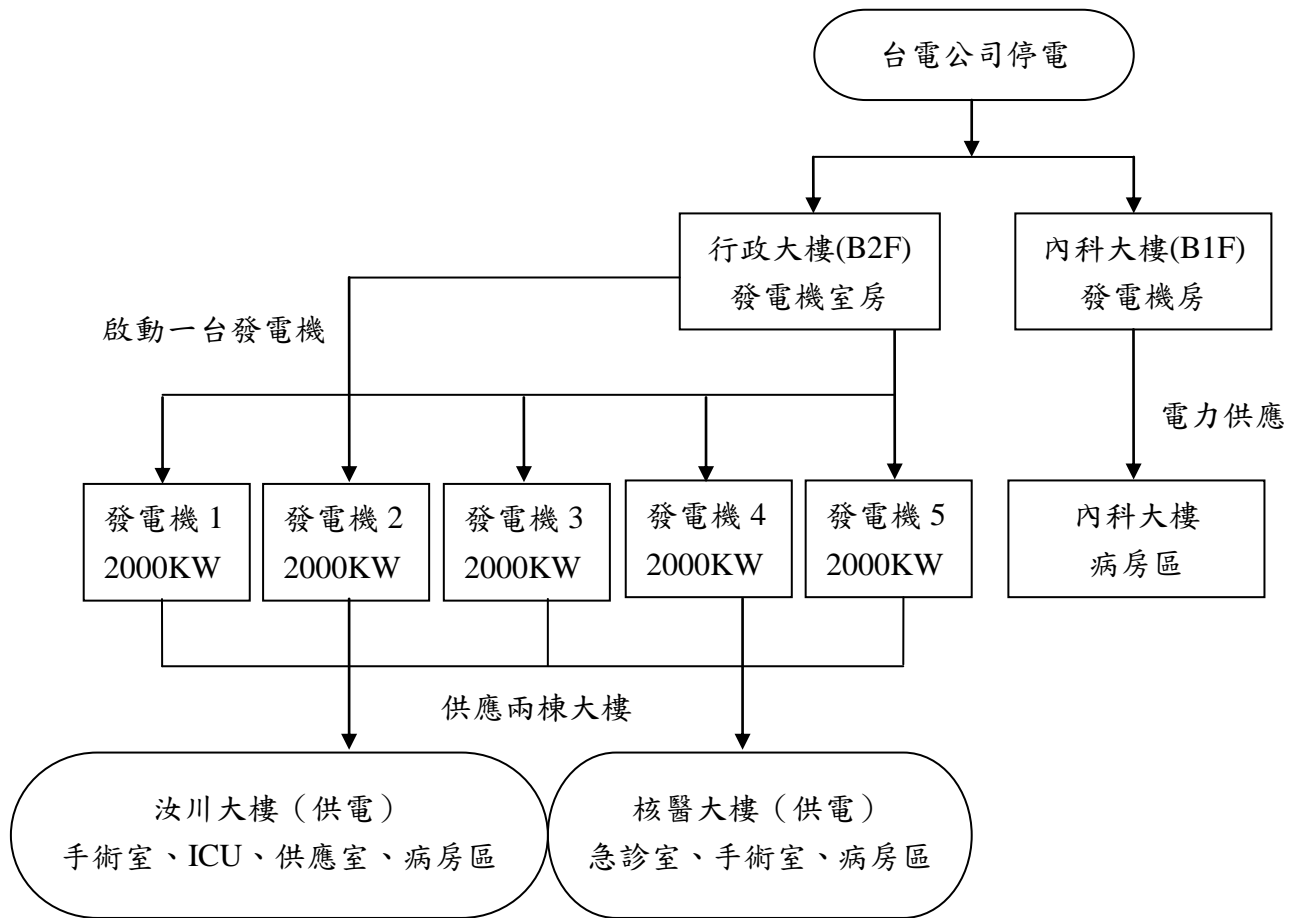 台電公司停電
行政大樓(B2F)
發電機室房
內科大樓(B1F)
發電機房
啟動一台發電機
電力供應
發電機 1
2000KW
發電機 2
2000KW
發電機 3
2000KW
發電機 4
2000KW
發電機 5
2000KW
內科大樓
病房區
供應兩棟大樓
汝川大樓（供電）
手術室、ICU、供應室、病房區
核醫大樓（供電）
急診室、手術室、病房區